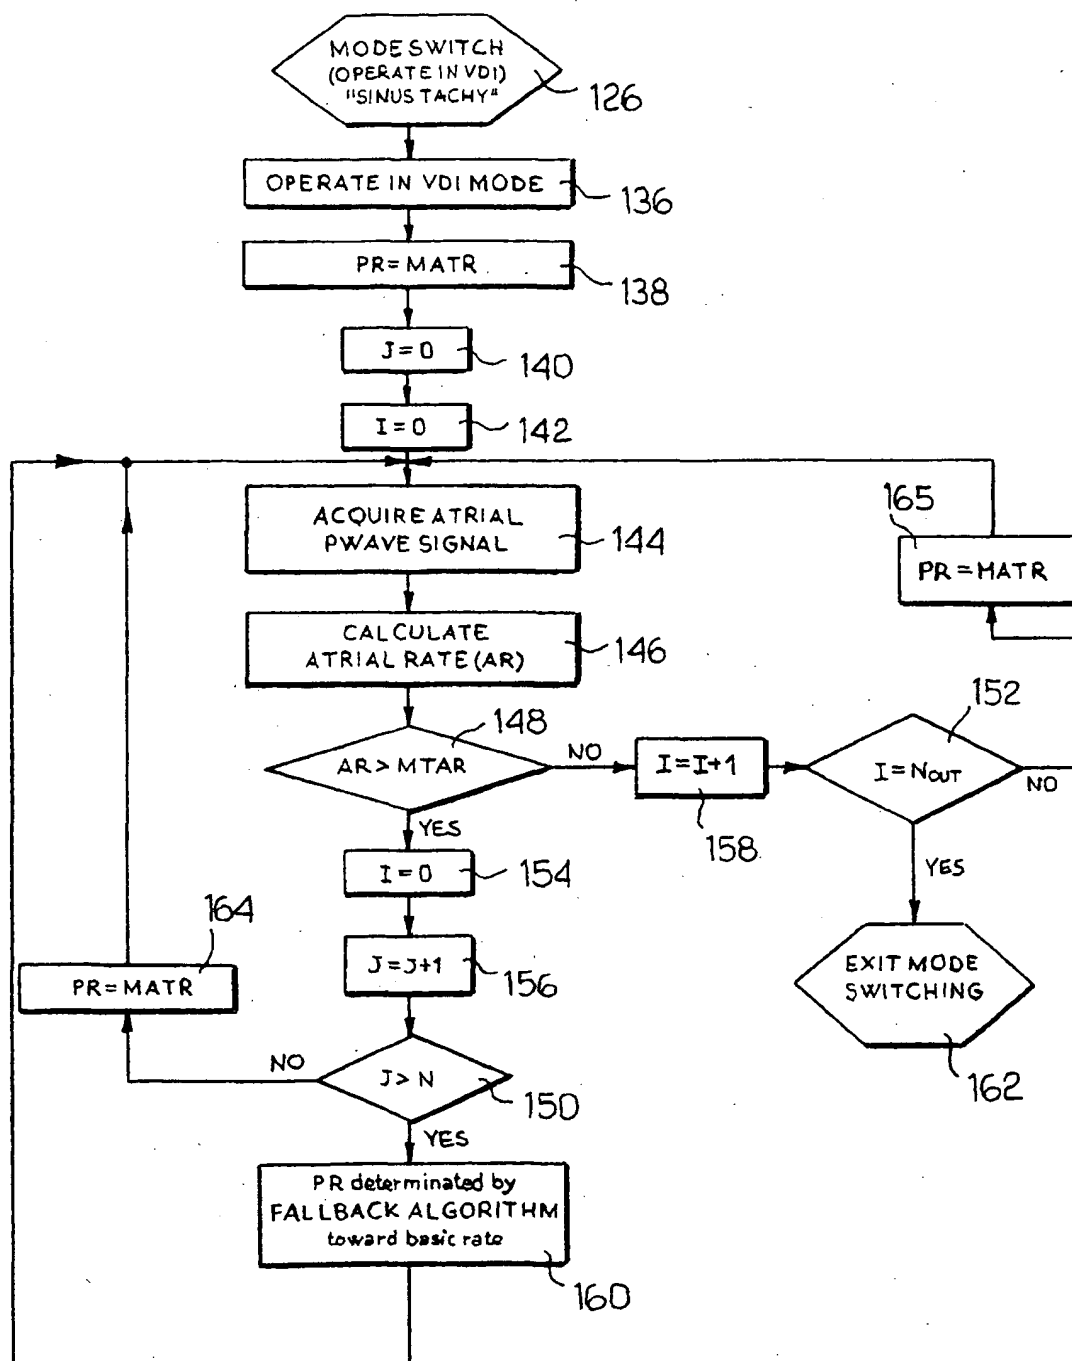 MODE SWITCH
(OPERATE IN VDI)
"SINUS TACHY"
126
OPERATE IN VDI MODE
136
PR=MATR
138
J=0
140
I=0
142
ACQUIRE ATRIAL
PWAVE SIGNAL
144
165
PR=MATR
CALCULATE
ATRIAL RATE (AR)
146
148
AR>MTAR
NO
I=I+1
158
152
I=NOUT
NO
YES
YES
I=0
154
J=J+1
156
164
PR=MATR
EXIT MODE
SWITCHING
162
NO
J>N
150
YES
PR determinated by
FALLBACK ALGORITHM
toward basic rate
160